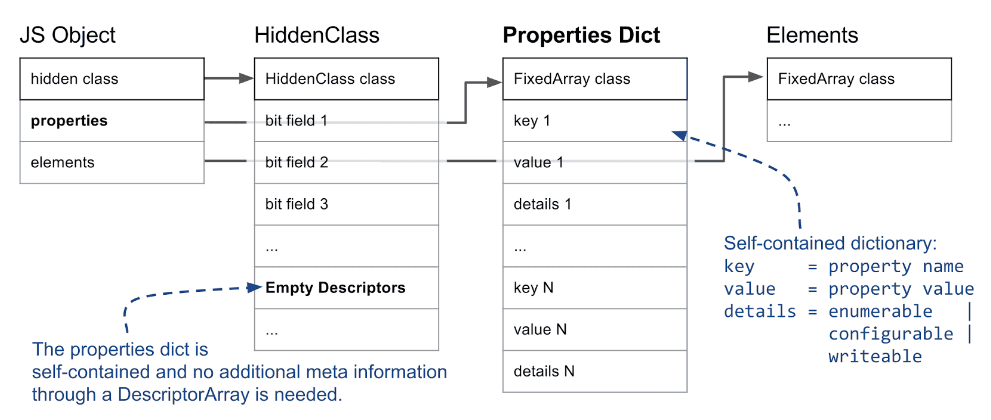 JS Object
hidden class
properties
elements
HiddenClass
HiddenClass class
bit field 1
bit field 2
bit field 3
...
Empty Descriptors
...
Properties Dict
FixedArray class
key 1
value 1
details 1
...
key N
value N
details N
Elements
FixedArray class
...
The properties dict is
self-contained and no additional meta information
through a DescriptorArray is needed.
Self-contained dictionary:
key     = property name
value   = property value
details = enumerable   |
          configurable |
          writeable